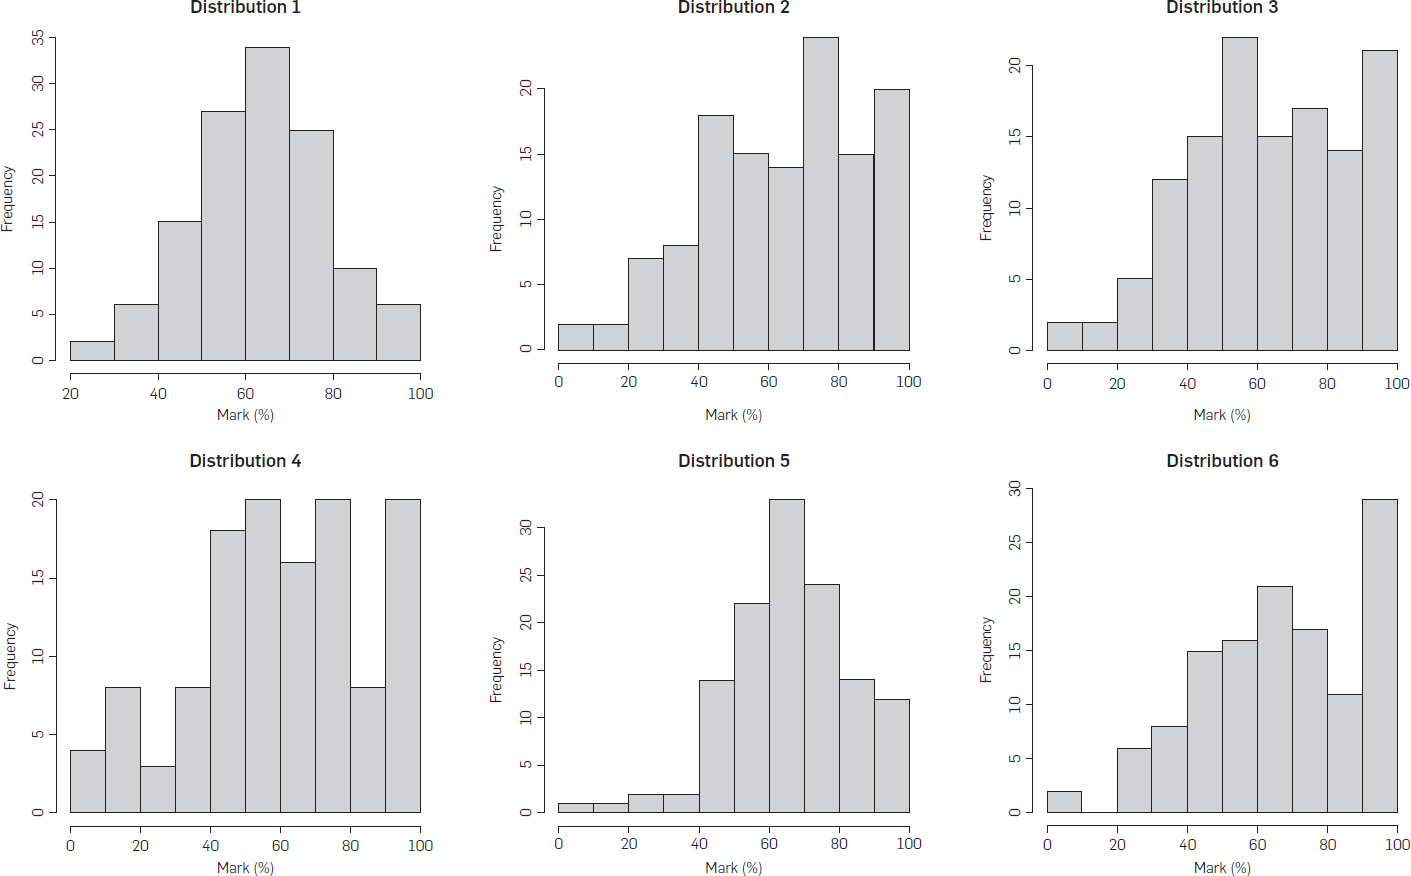 Distribution 1
Frequency
35
30
25
20
15
10
5
0
20 40 60 80 100
Mark (%)
Distribution 2
Frequency
20
15
10
5
0
0 20 40 60 80 100
Mark (%)
Distribution 3
Frequency
20
15
10
5
0
0 20 40 60 80 100
Mark (%)
Distribution 4
Frequency
20
15
10
5
0
0 20 40 60 80 100
Mark (%)
Distribution 5
Frequency
30
25
20
15
10
5
0
0 20 40 60 80 100
Mark (%)
Distribution 6
Frequency
30
25
20
15
10
5
0
0 20 40 60 80 100
Mark (%)